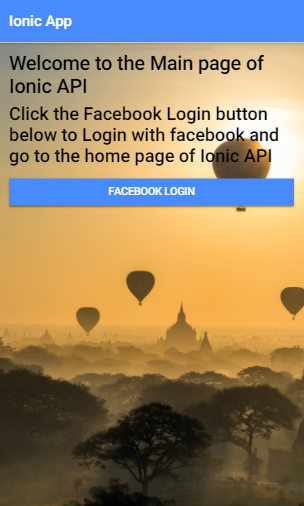 Ionic App
Welcome to the Main page of
Ionic API
Click the Facebook Login button
below to Login with facebook and
go to the home page of Ionic API
FACEBOOK LOGIN